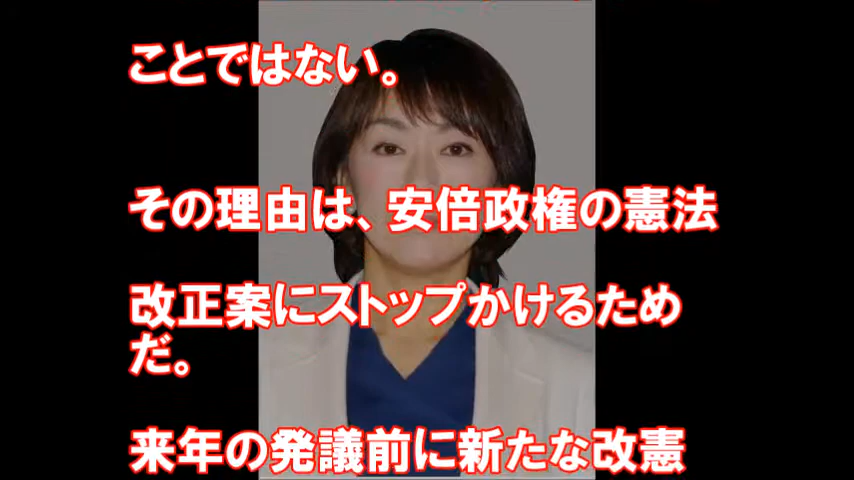 ことではない。
その理由は、安倍政権の憲法
改正案にストップかけるため
だ。
来年の発議前に新たな改憲